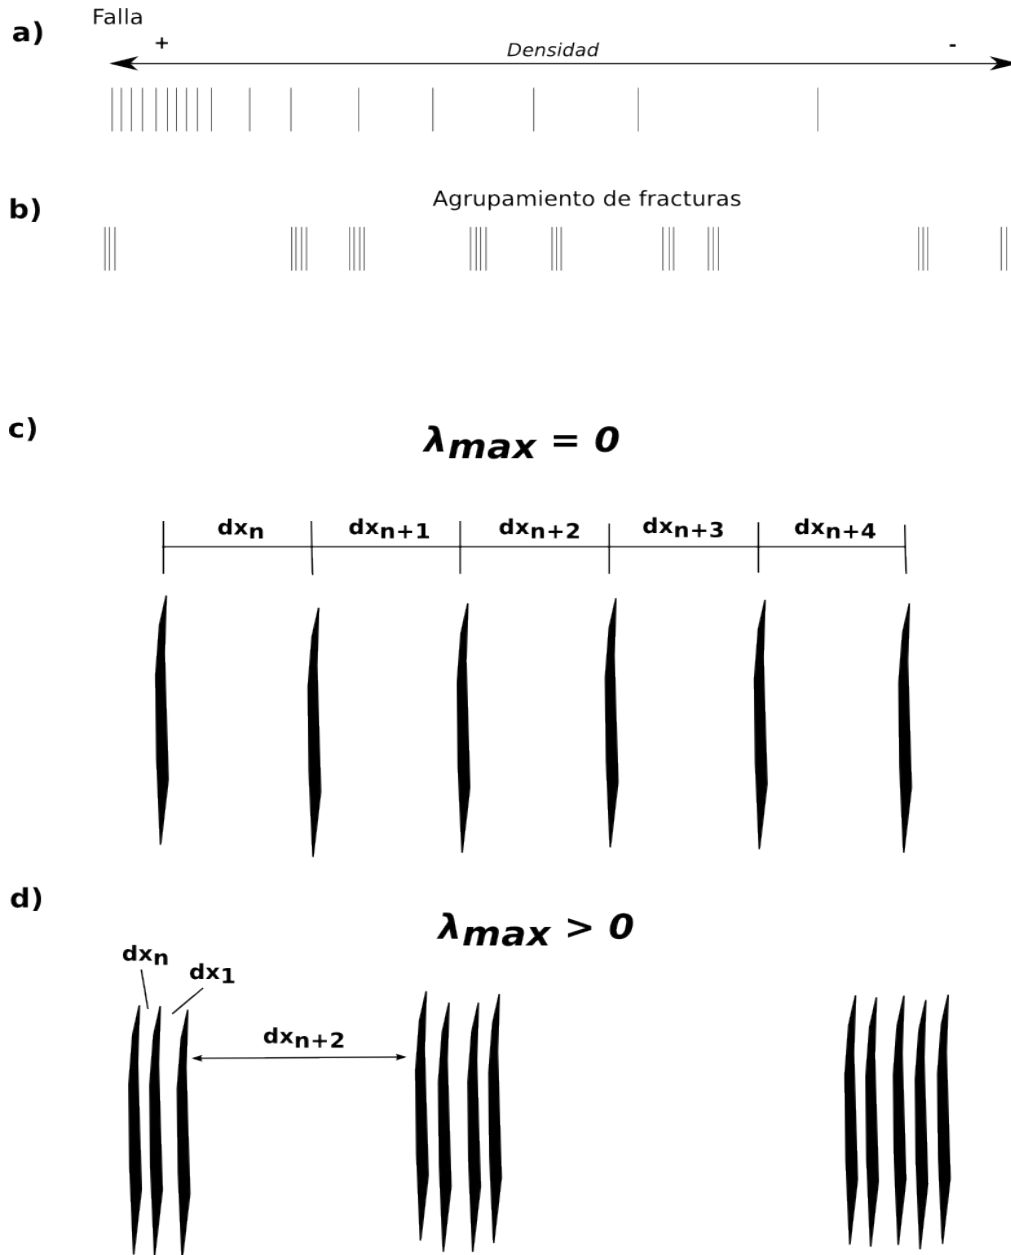 Falla
a)
+
Densidad
-
b)
Agrupamiento de fracturas
c)
λmax = 0
dxn
dxn+1
dxn+2
dxn+3
dxn+4
d)
λmax > 0
dxn
dx1
dxn+2